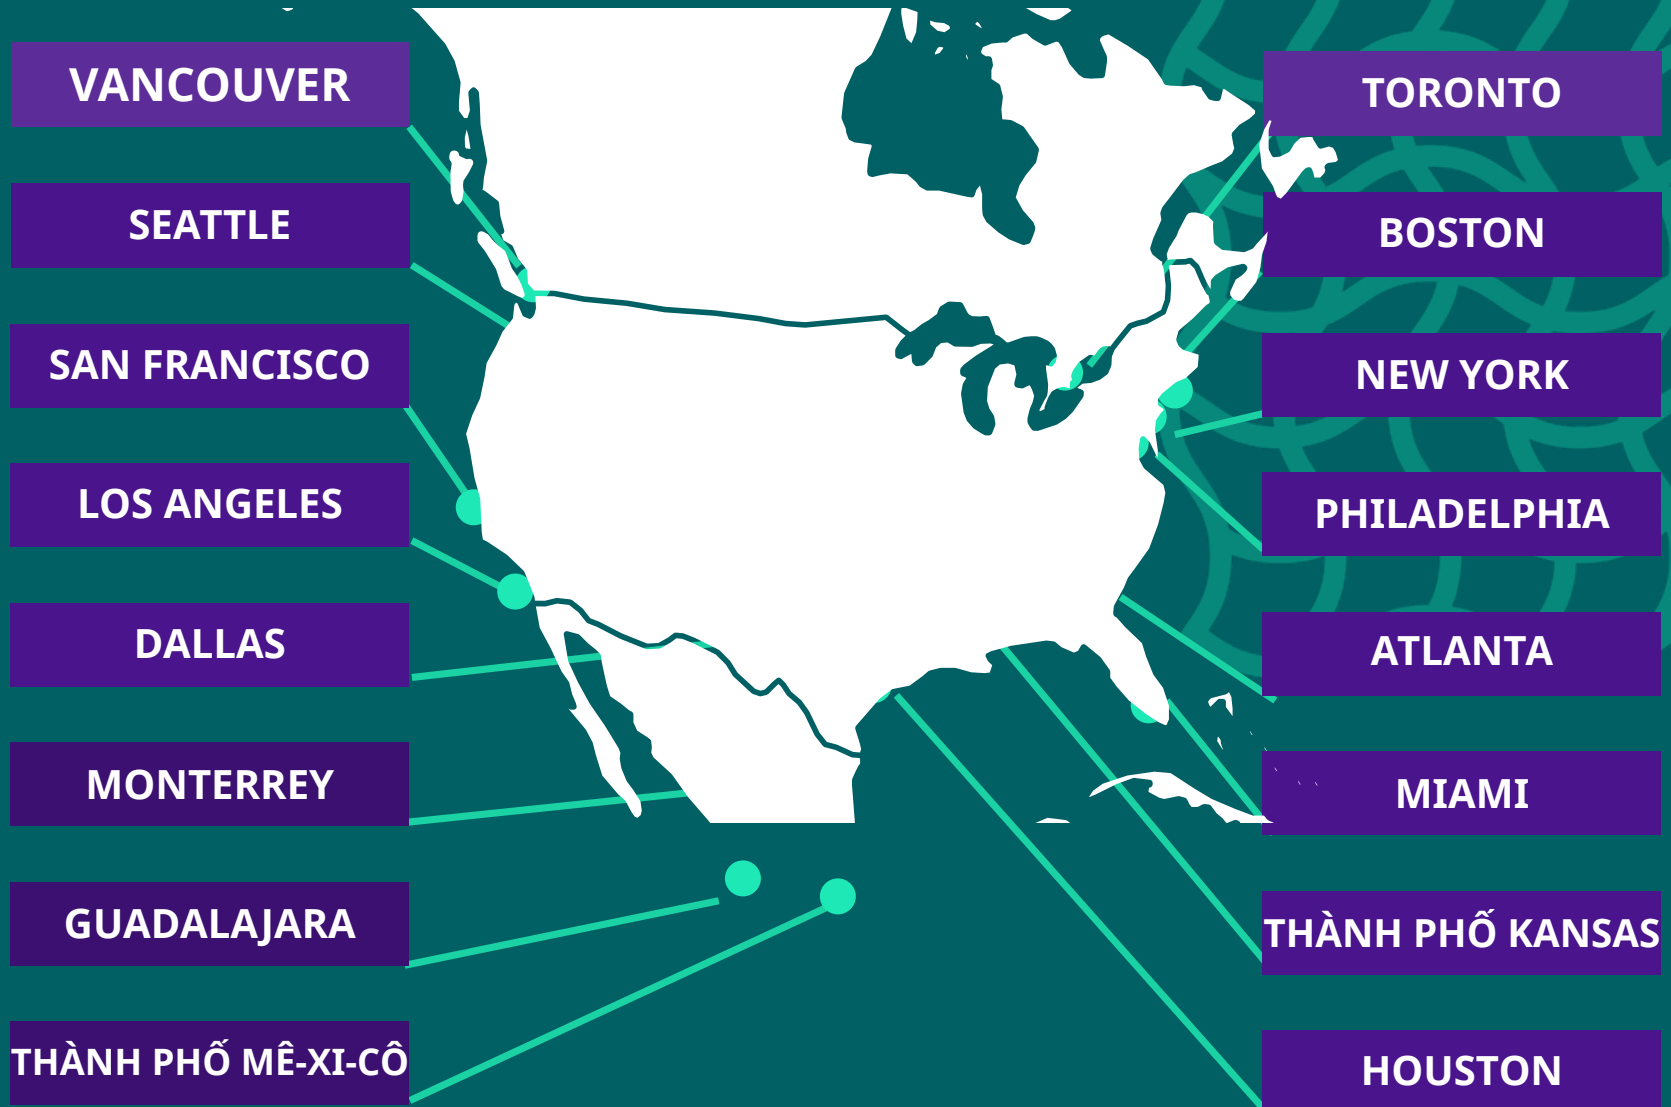 VANCOUVER
SEATTLE
SAN FRANCISCO
LOS ANGELES
DALLAS
MONTERREY
GUADALAJARA
THÀNH PHỐ MÊ-XI-CÔ
TORONTO
BOSTON
NEW YORK
PHILADELPHIA
ATLANTA
MIAMI
THÀNH PHỐ KANSAS
HOUSTON